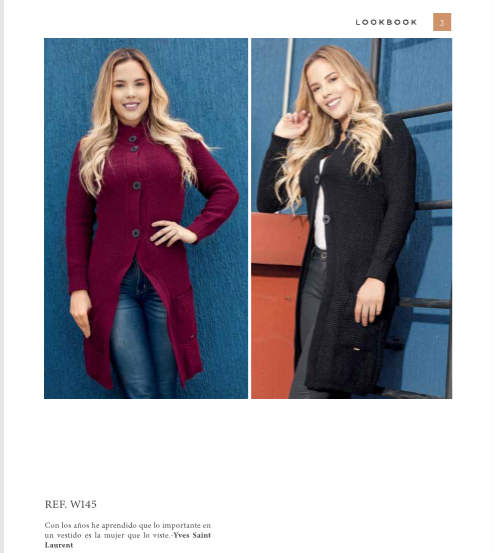 LOOKBOOK 3
REF. W145
Con los años he aprendido que lo importante en
un vestido es la mujer que lo viste.-Yves Saint
Laurent